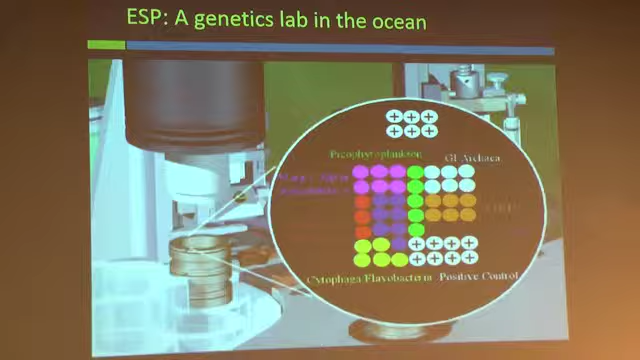 ESP: A genetics lab in the ocean
Picophytoplankton
GI Archaea
Cytophaga/Flavobacteria
Positive Control